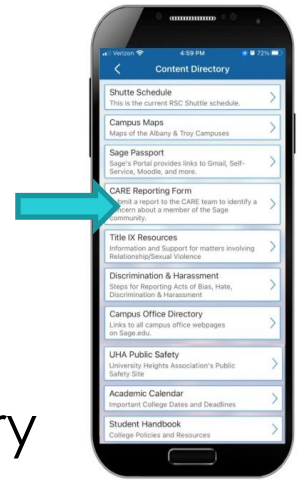 Verizon
4:59 PM
72%
Content Directory
Shutte Schedule
This is the current RSC Shuttle schedule.
Campus Maps
Maps of the Albany & Troy Campuses
Sage Passport
Sage's Portal provides links to Gmail, Self-
Service, Moodle, and more.
CARE Reporting Form
a report to the CARE team to identify a
about a member of the Sage
community.
Title IX Resources
Information and Support for matters involving
Relationship/Sexual Violence
Discrimination & Harassment
Steps for Reporting Acts of Bias, Hate,
Discrimination & Harassment
Campus Office Directory
Links to all campus office webpages
on Sage.edu.
UHA Public Safety
University Heights Association's Public
Safety Site
Academic Calendar
Important College Dates and Deadlines
Student Handbook
College Policies and Resources
ry